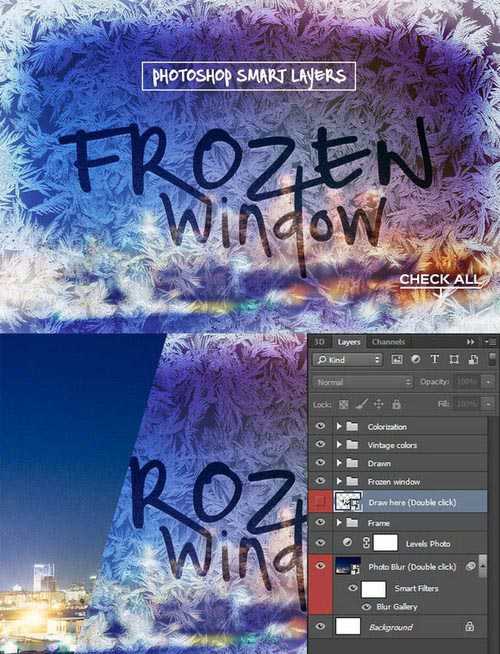 PHOTOSHOP SMART LAYERS
FROZEN
Window
CHECK ALL
3D Layers Channels
Kind
Normal Opacity: 100%
Lock: Fill: 100%
Colorization
Vintage colors
Drawn
Frozen window
Draw here (Double click)
Frame
Levels Photo
Photo Blur (Double click)
Smart Filters
Blur Gallery
Background
ROZ
Wind